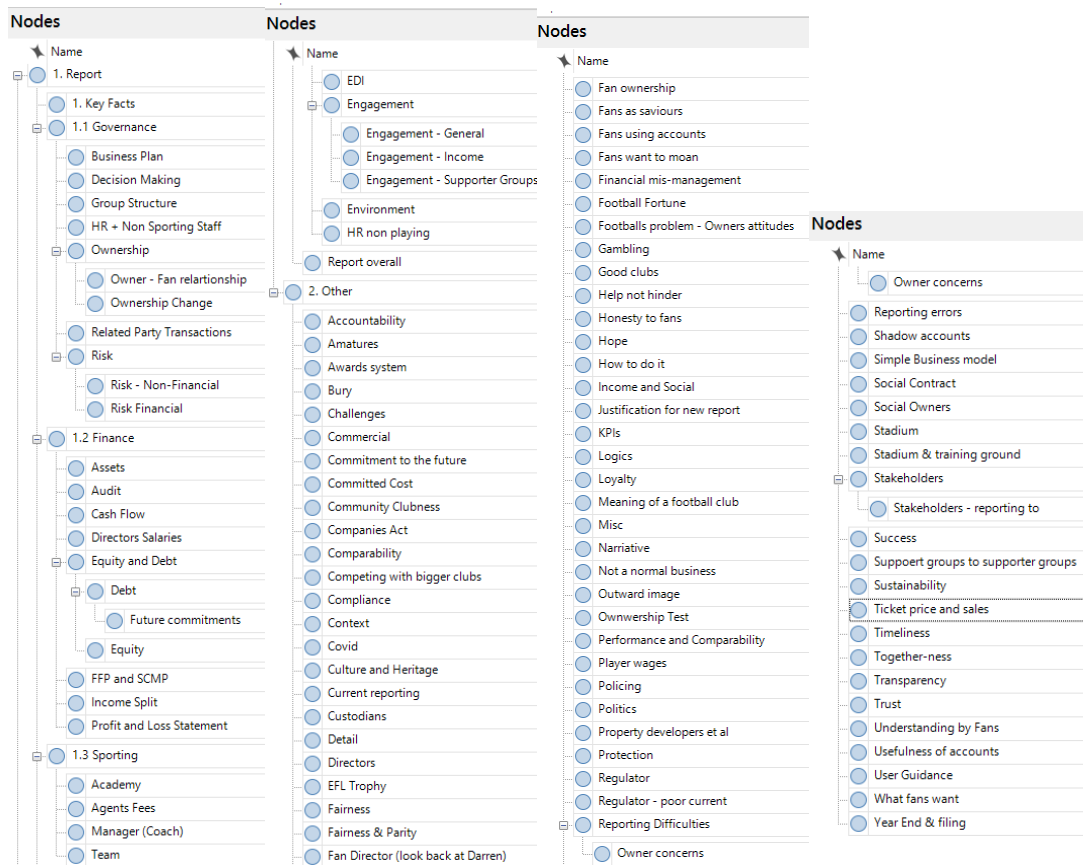 Nodes
Name
1. Report
1. Key Facts
1.1 Governance
Business Plan
Decision Making
Group Structure
HR + Non Sporting Staff
Ownership
Owner - Fan relartionship
Ownership Change
Related Party Transactions
Risk
Risk - Non-Financial
Risk Financial
1.2 Finance
Assets
Audit
Cash Flow
Directors Salaries
Equity and Debt
Debt
Future commitments
Equity
FFP and SCMP
Income Split
Profit and Loss Statement
1.3 Sporting
Academy
Agents Fees
Manager (Coach)
Team
Nodes
Name
EDI
Engagement
Engagement - General
Engagement - Income
Engagement - Supporter Groups
Environment
HR non playing
Report overall
2. Other
Accountability
Amatures
Awards system
Bury
Challenges
Commercial
Commitment to the future
Committed Cost
Community Clubness
Companies Act
Comparability
Competing with bigger clubs
Compliance
Context
Covid
Culture and Heritage
Current reporting
Custodians
Detail
Directors
EFL Trophy
Fairness
Fairness & Parity
Fan Director (look back at Darren)
Nodes
Name
Fan ownership
Fans as saviours
Fans using accounts
Fans want to moan
Financial mis-management
Football Fortune
Footballs problem - Owners attitudes
Gambling
Good clubs
Help not hinder
Honesty to fans
Hope
How to do it
Income and Social
Justification for new report
KPIs
Logics
Loyalty
Meaning of a football club
Misc
Narriative
Not a normal business
Outward image
Ownwership Test
Performance and Comparability
Player wages
Policing
Politics
Property developers et al
Protection
Regulator
Regulator - poor current
Reporting Difficulties
Owner concerns
Nodes
Name
Owner concerns
Reporting errors
Shadow accounts
Simple Business model
Social Contract
Social Owners
Stadium
Stadium & training ground
Stakeholders
Stakeholders - reporting to
Success
Suppoert groups to supporter groups
Sustainability
Ticket price and sales
Timeliness
Together-ness
Transparency
Trust
Understanding by Fans
Usefulness of accounts
User Guidance
What fans want
Year End & filing